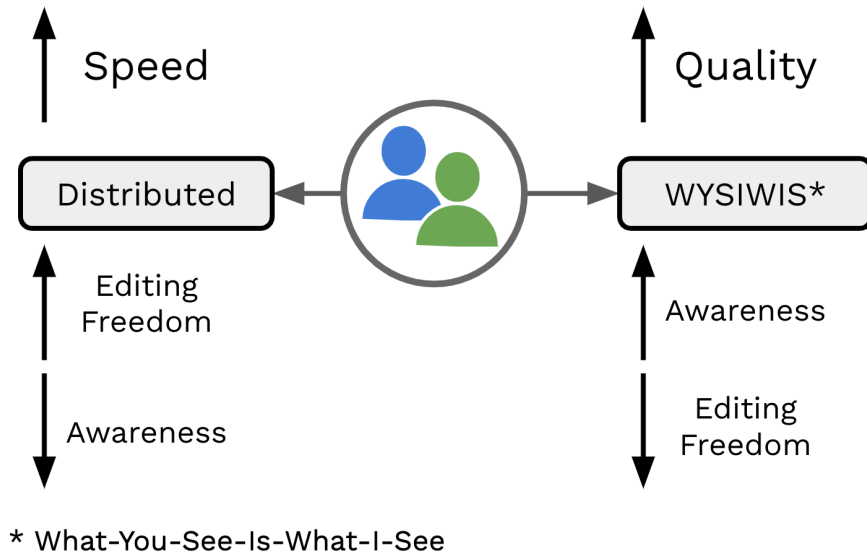 Speed
Quality
Distributed
WYSIWIS*
Editing
Freedom
Awareness
Awareness
Editing
Freedom
* What-You-See-Is-What-I-See